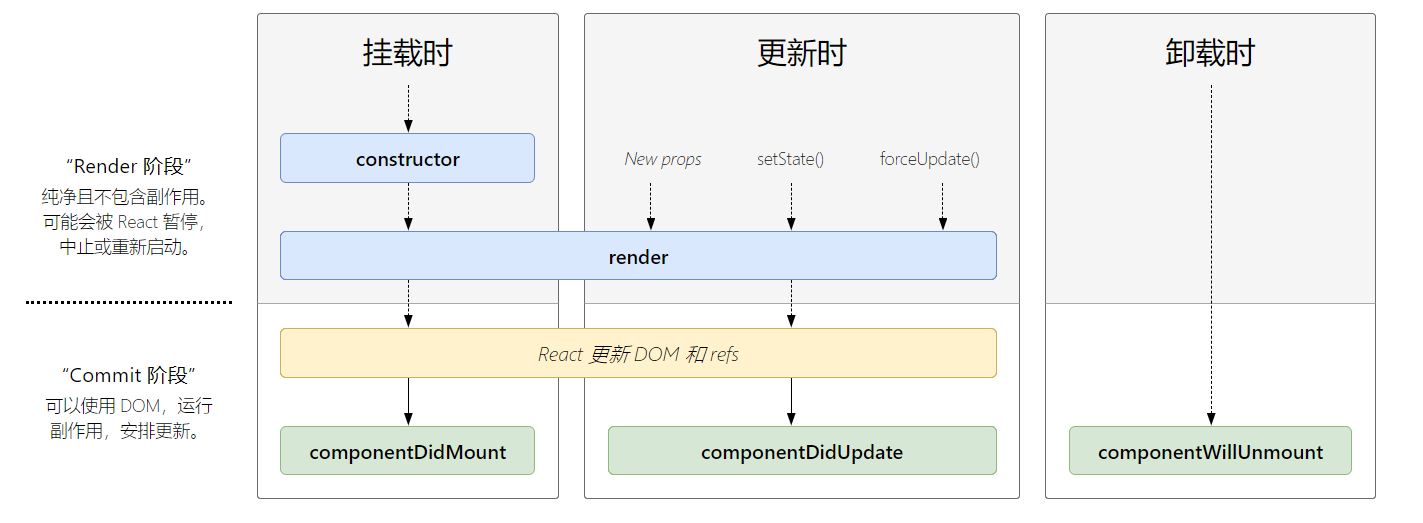 挂载时
更新时
卸载时
“Render 阶段”
纯净且不包含副作用。
可能会被 React 暂停，
中止或重新启动。
constructor
New props
setState()
forceUpdate()
render
“Commit 阶段”
可以使用 DOM，运行
副作用，安排更新。
React 更新 DOM 和 refs
componentDidMount
componentDidUpdate
componentWillUnmount